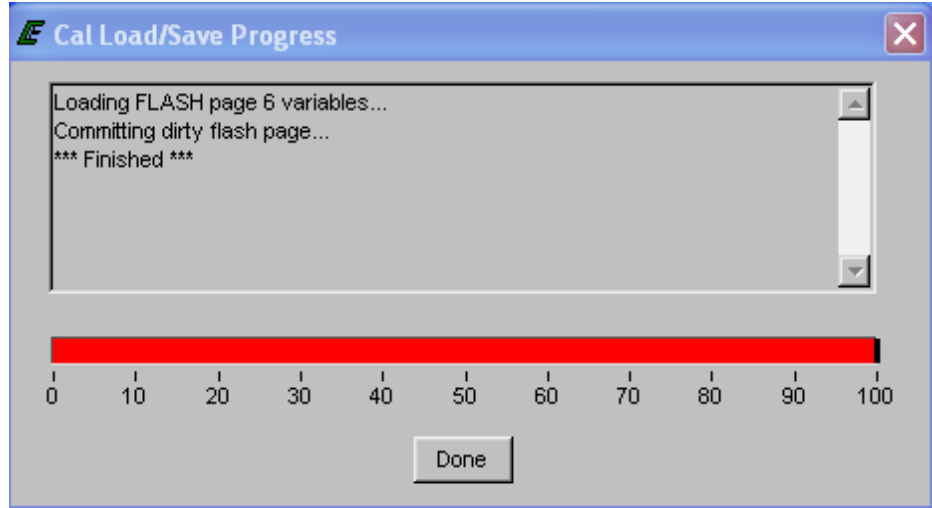 Cal Load/Save Progress
Loading FLASH page 6 variables...
Committing dirty flash page...
*** Finished ***
0 10 20 30 40 50 60 70 80 90 100
Done